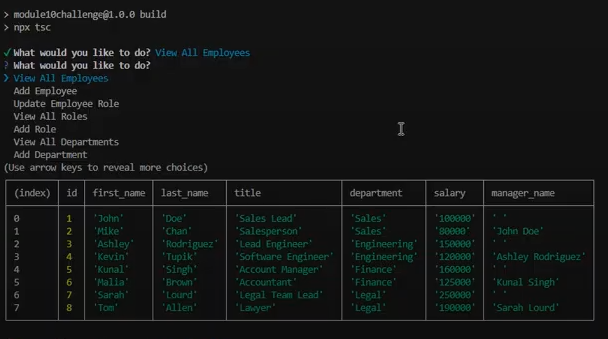 > module10challenge@1.0.0 build
> npx tsc
✓ What would you like to do? View All Employees
? What would you like to do?
❯ View All Employees
Add Employee
Update Employee Role
View All Roles
Add Role
View All Departments
Add Department
(Use arrow keys to reveal more choices)
(index) id first_name last_name title department salary manager_name
0 1 'John' 'Doe' 'Sales Lead' 'Sales' '100000' ' '
1 2 'Mike' 'Chan' 'Salesperson' 'Sales' '80000' 'John Doe'
2 3 'Ashley' 'Rodriguez' 'Lead Engineer' 'Engineering' '150000' ' '
3 4 'Kevin' 'Tupik' 'Software Engineer' 'Engineering' '120000' 'Ashley Rodriguez'
4 5 'Kunal' 'Singh' 'Account Manager' 'Finance' '160000' ' '
5 6 'Malia' 'Brown' 'Accountant' 'Finance' '125000' 'Kunal Singh'
6 7 'Sarah' 'Lourd' 'Legal Team Lead' 'Legal' '250000' ' '
7 8 'Tom' 'Allen' 'Lawyer' 'Legal' '190000' 'Sarah Lourd'